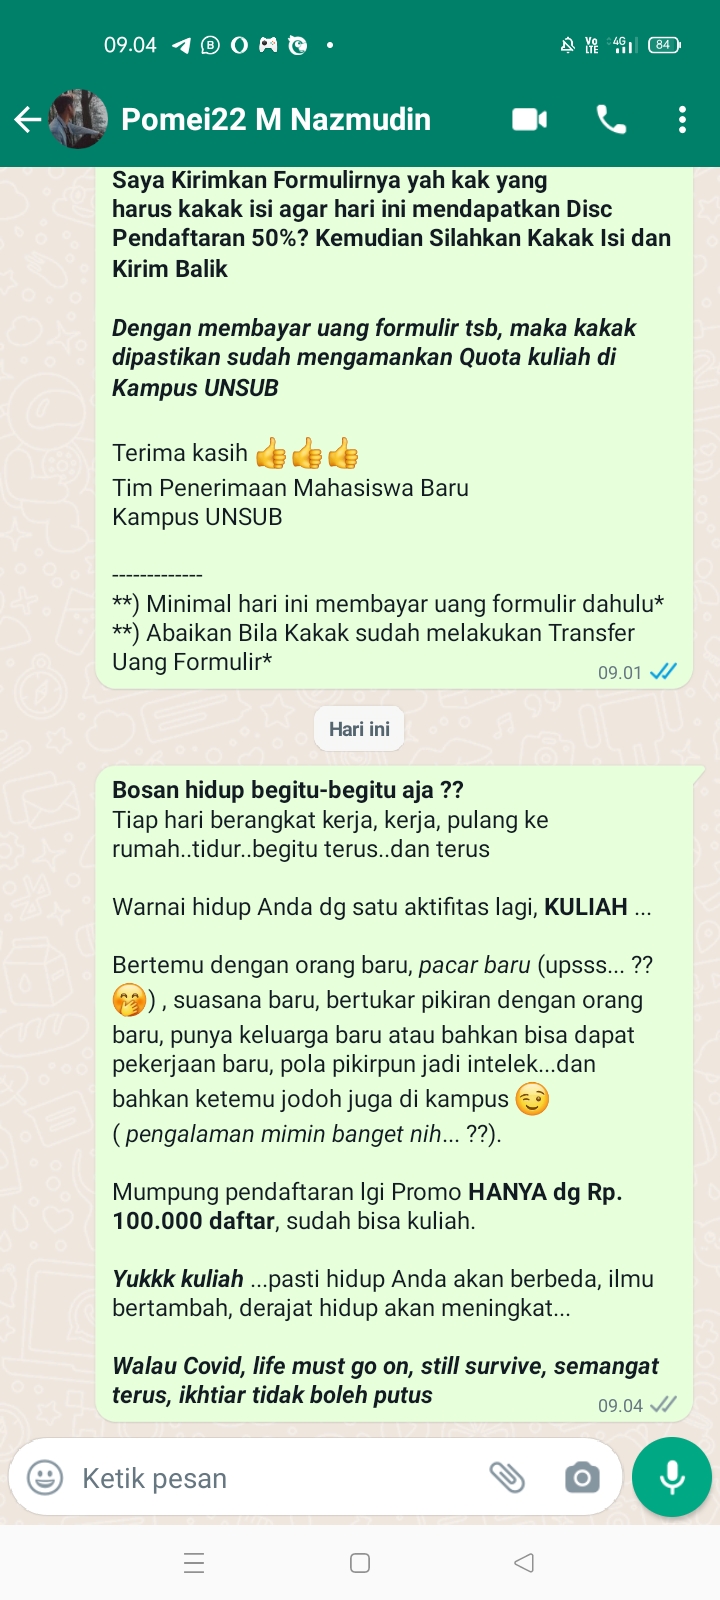 09.04
Vo LTE 4G 84
Pomei22 M Nazmudin
Saya Kirimkan Formulirnya yah kak yang
harus kakak isi agar hari ini mendapatkan Disc
Pendaftaran 50%? Kemudian Silahkan Kakak Isi dan
Kirim Balik
Dengan membayar uang formulir tsb, maka kakak
dipastikan sudah mengamankan Quota kuliah di
Kampus UNSUB
Terima kasih 👍👍👍
Tim Penerimaan Mahasiswa Baru
Kampus UNSUB
-------------
**) Minimal hari ini membayar uang formulir dahulu*
**) Abaikan Bila Kakak sudah melakukan Transfer
Uang Formulir*
09.01
Hari ini
Bosan hidup begitu-begitu aja ??
Tiap hari berangkat kerja, kerja, pulang ke
rumah..tidur..begitu terus..dan terus
Warnai hidup Anda dg satu aktifitas lagi, KULIAH ...
Bertemu dengan orang baru, pacar baru (upsss... ??
🤭) , suasana baru, bertukar pikiran dengan orang
baru, punya keluarga baru atau bahkan bisa dapat
pekerjaan baru, pola pikirpun jadi intelek...dan
bahkan ketemu jodoh juga di kampus 😉
( pengalaman mimin banget nih... ??).
Mumpung pendaftaran lgi Promo HANYA dg Rp.
100.000 daftar, sudah bisa kuliah.
Yukkk kuliah ...pasti hidup Anda akan berbeda, ilmu
bertambah, derajat hidup akan meningkat...
Walau Covid, life must go on, still survive, semangat
terus, ikhtiar tidak boleh putus
09.04
Ketik pesan